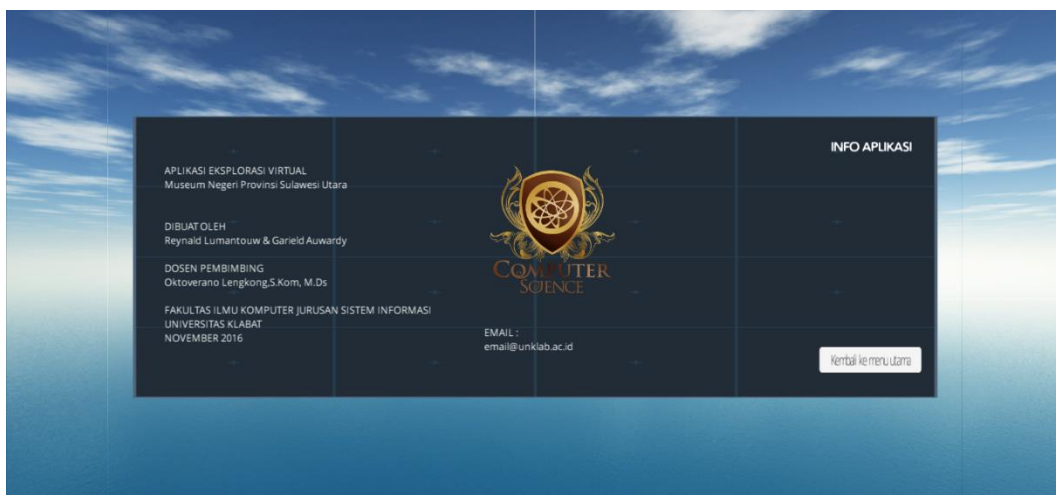 INFO APLIKASI
APLIKASI EKSPLORASI VIRTUAL
Museum Negeri Provinsi Sulawesi Utara
DIBUAT OLEH
Reynald Lumantouw & Garield Auwardy
DOSEN PEMBIMBING
Oktoverano Lengkong,S.Kom, M.Ds
FAKULTAS ILMU KOMPUTER JURUSAN SISTEM INFORMASI
UNIVERSITAS KLABAT
NOVEMBER 2016
COMPUTER
SCIENCE
EMAIL :
email@unklab.ac.id
Kembali ke menu utama